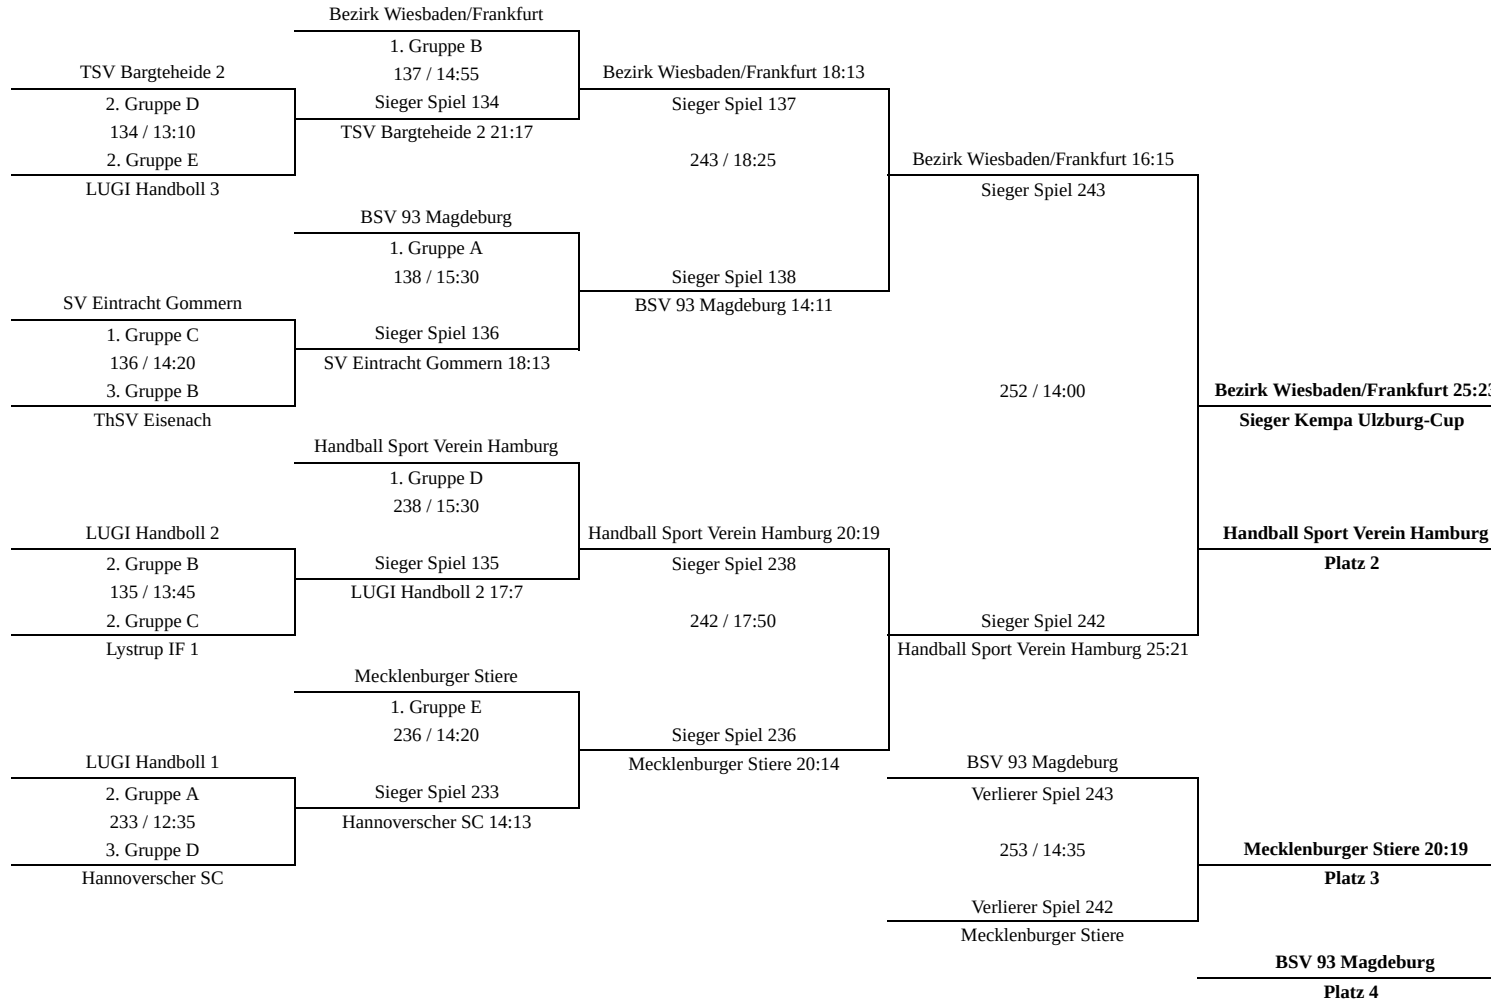 Bezirk Wiesbaden/Frankfurt
1. Gruppe B
TSV Bargteheide 2
137 / 14:55
Bezirk Wiesbaden/Frankfurt 18:13
2. Gruppe D
Sieger Spiel 134
Sieger Spiel 137
134 / 13:10
TSV Bargteheide 2 21:17
2. Gruppe E
243 / 18:25
Bezirk Wiesbaden/Frankfurt 16:15
LUGI Handboll 3
Sieger Spiel 243
BSV 93 Magdeburg
1. Gruppe A
138 / 15:30
Sieger Spiel 138
SV Eintracht Gommern
BSV 93 Magdeburg 14:11
1. Gruppe C
Sieger Spiel 136
136 / 14:20
SV Eintracht Gommern 18:13
3. Gruppe B
252 / 14:00
Bezirk Wiesbaden/Frankfurt 25:23
ThSV Eisenach
Sieger Kempa Ulzburg-Cup
Handball Sport Verein Hamburg
1. Gruppe D
238 / 15:30
LUGI Handboll 2
Handball Sport Verein Hamburg 20:19
Handball Sport Verein Hamburg
2. Gruppe B
Sieger Spiel 135
Sieger Spiel 238
Platz 2
135 / 13:45
LUGI Handboll 2 17:7
2. Gruppe C
242 / 17:50
Sieger Spiel 242
Lystrup IF 1
Handball Sport Verein Hamburg 25:21
Mecklenburger Stiere
1. Gruppe E
236 / 14:20
Sieger Spiel 236
LUGI Handboll 1
Mecklenburger Stiere 20:14
BSV 93 Magdeburg
2. Gruppe A
Sieger Spiel 233
Verlierer Spiel 243
233 / 12:35
Hannoverscher SC 14:13
3. Gruppe D
253 / 14:35
Mecklenburger Stiere 20:19
Hannoverscher SC
Platz 3
Verlierer Spiel 242
Mecklenburger Stiere
BSV 93 Magdeburg
Platz 4